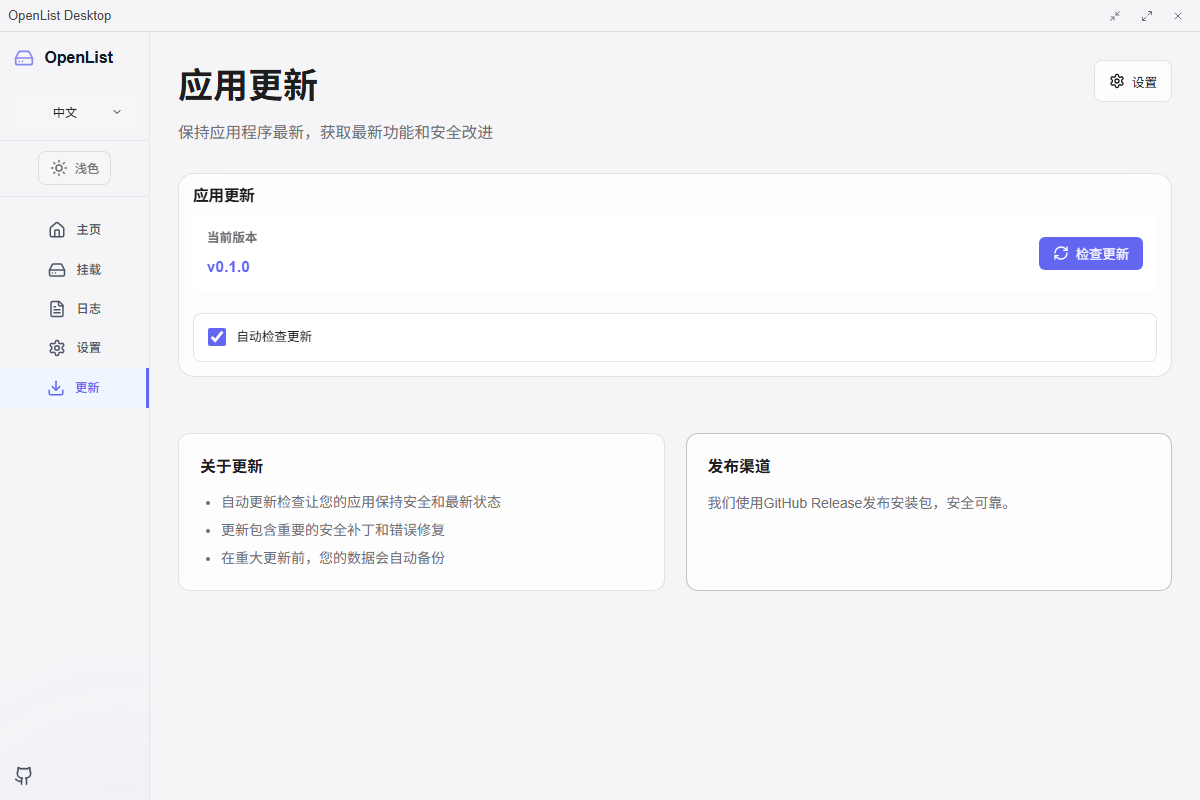 OpenList Desktop
OpenList
中文
浅色
主页
挂载
日志
设置
更新
应用更新
设置
保持应用程序最新，获取最新功能和安全改进
应用更新
当前版本
v0.1.0
检查更新
自动检查更新
关于更新
自动更新检查让您的应用保持安全和最新状态
更新包含重要的安全补丁和错误修复
在重大更新前，您的数据会自动备份
发布渠道
我们使用GitHub Release发布安装包，安全可靠。